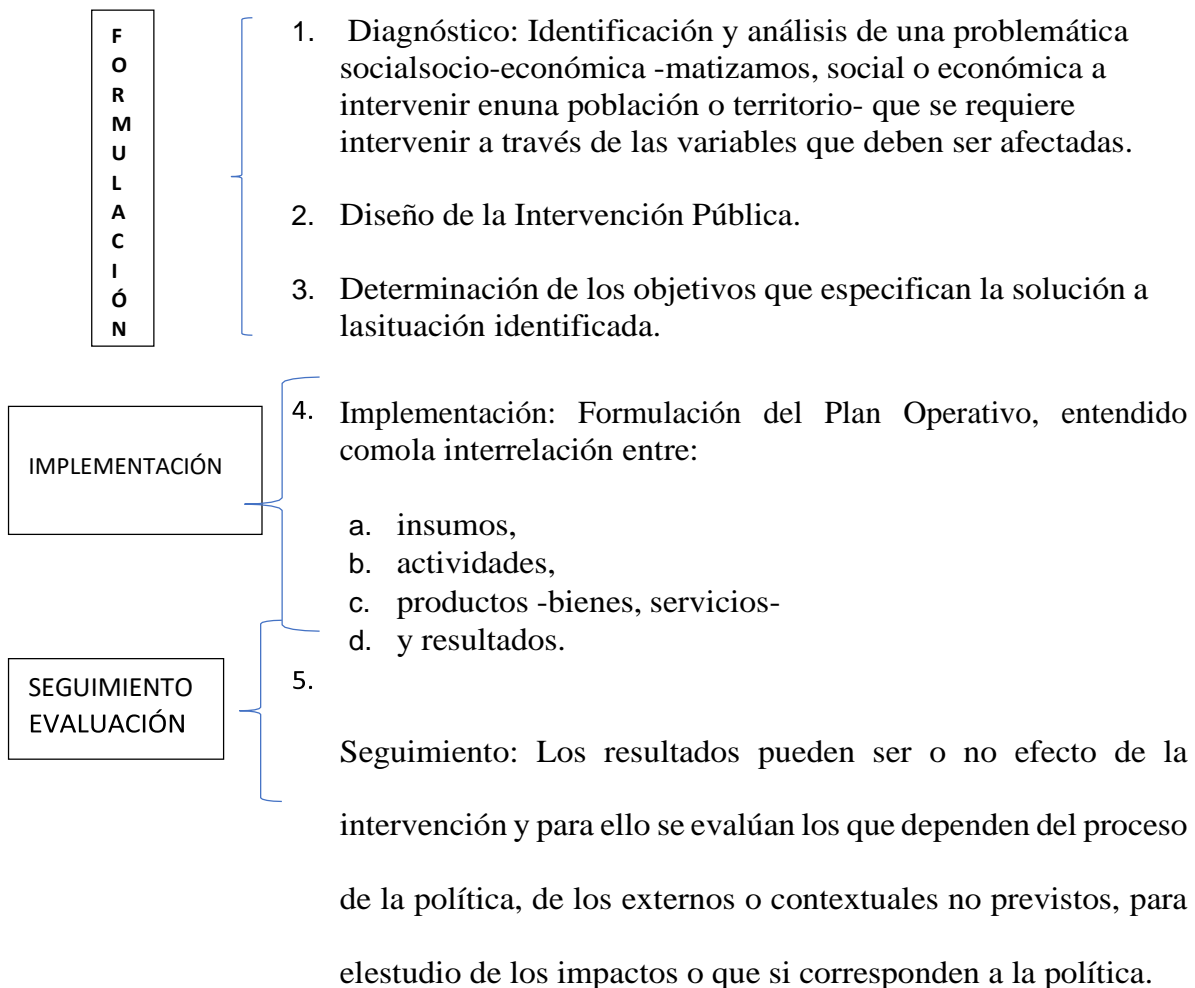 F
O
R
M
U
L
A
C
I
Ó
N
1. Diagnóstico: Identificación y análisis de una problemática
socialsocio-económica -matizamos, social o económica a
intervenir enuna población o territorio- que se requiere
intervenir a través de las variables que deben ser afectadas.
2. Diseño de la Intervención Pública.
3. Determinación de los objetivos que especifican la solución a
lasituación identificada.
IMPLEMENTACIÓN
4. Implementación: Formulación del Plan Operativo, entendido
comola interrelación entre:
a. insumos,
b. actividades,
c. productos -bienes, servicios-
d. y resultados.
SEGUIMIENTO
EVALUACIÓN
5.
Seguimiento: Los resultados pueden ser o no efecto de la
intervención y para ello se evalúan los que dependen del proceso
de la política, de los externos o contextuales no previstos, para
elestudio de los impactos o que si corresponden a la política.